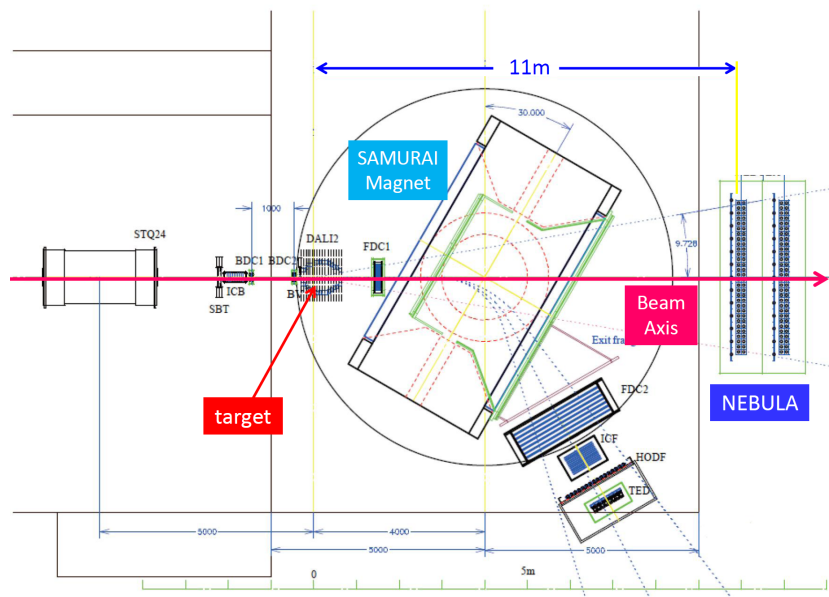 11m
30.000
SAMURAI
Magnet
1000
STQ24
DALI2
FDC1
BDC1
BDC2
9.728
ICB
SBT
Beam
Axis
target
NEBULA
FDC2
ICF
HODF
TED
5000
4000
5000
5000
0
5m